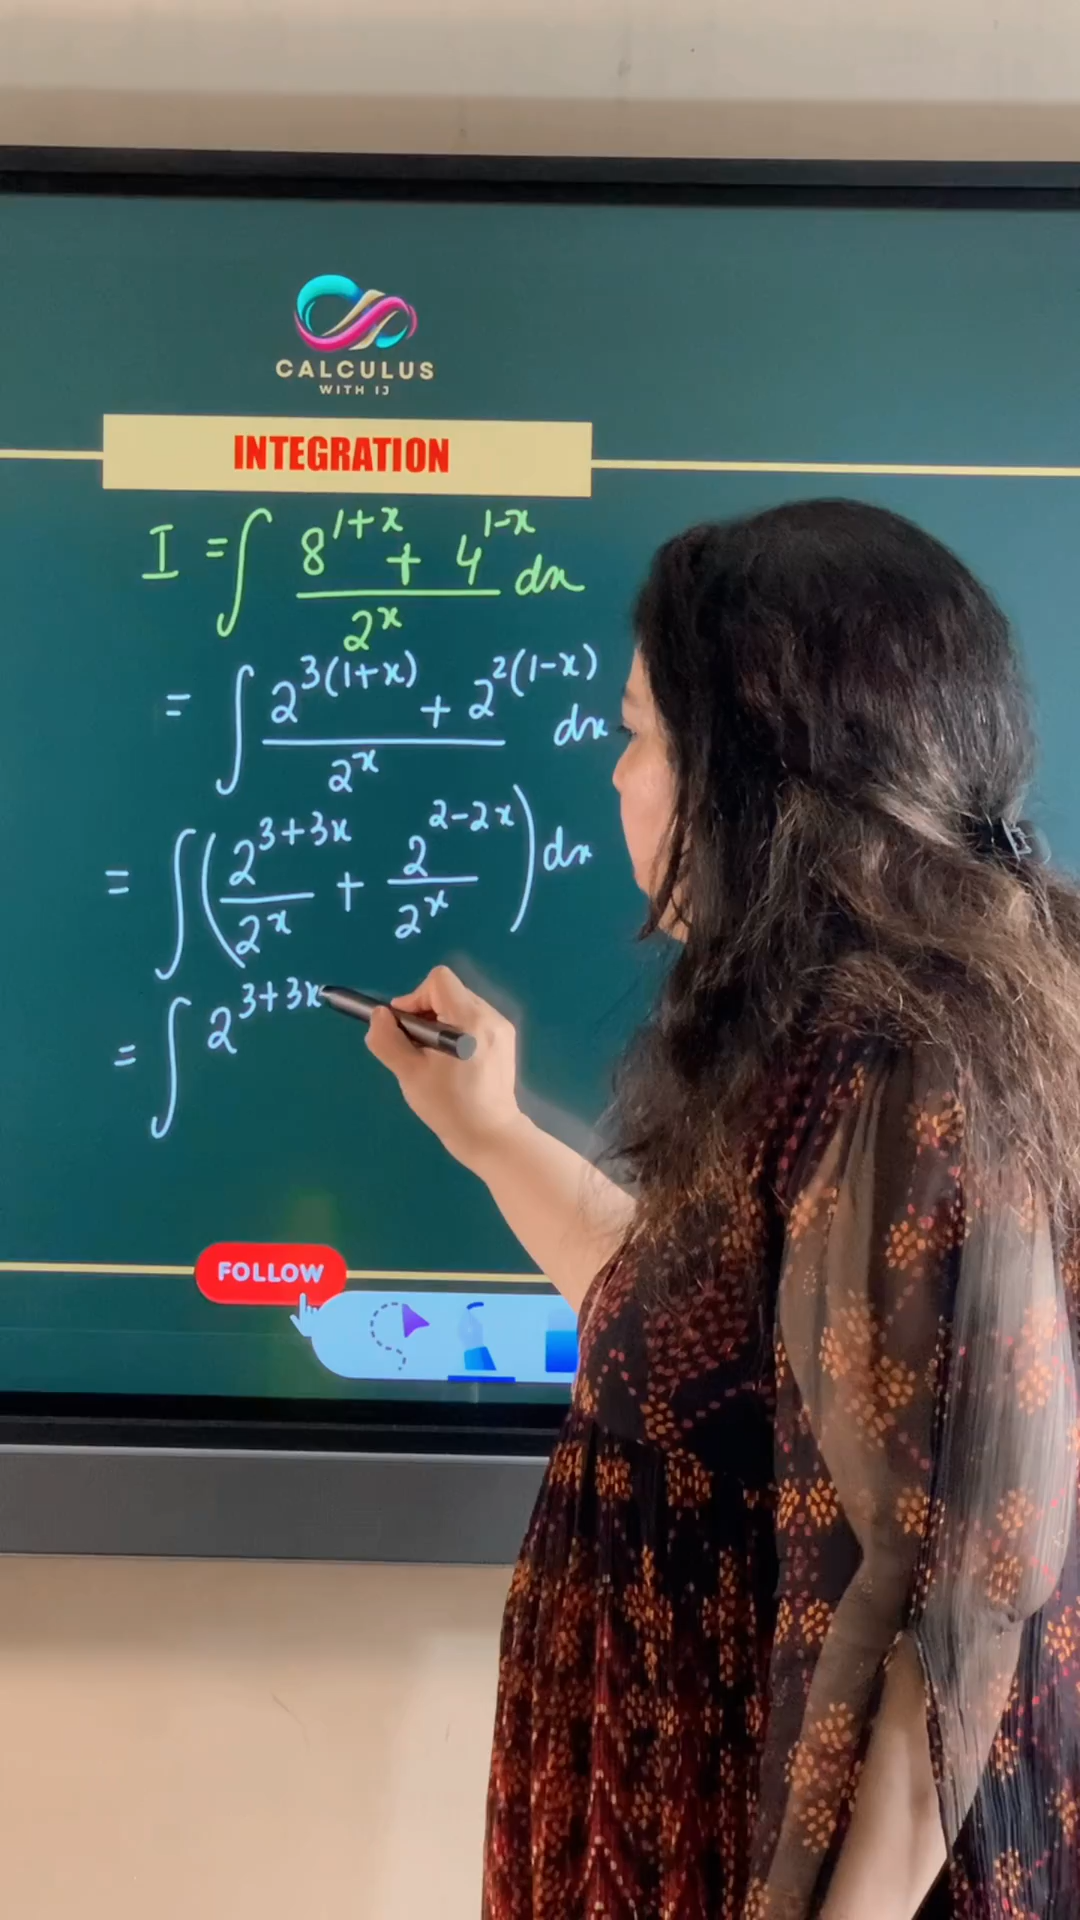 CALCULUS
WITH IJ
INTEGRATION
I = ∫ (8^(1+x) + 4^(1-x)) / 2^x dx
= ∫ (2^(3(1+x)) + 2^(2(1-x))) / 2^x dx
= ∫ (2^(3+3x) / 2^x + 2^(2-2x) / 2^x) dx
= ∫ 2^(3+3x)
FOLLOW